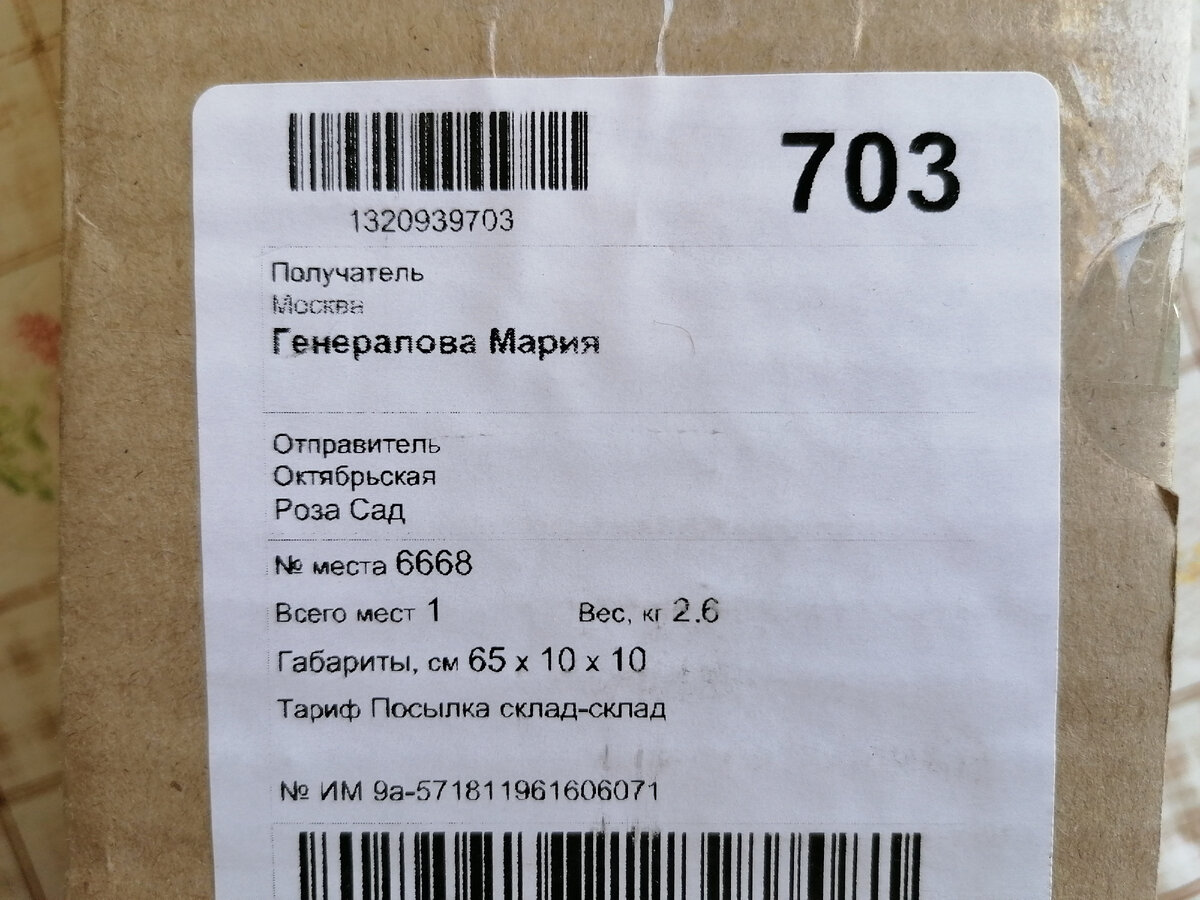 703
1320939703
Получатель
Москва
Генералова Мария
Отправитель
Октябрьская
Роза Сад
№ места 6668
Всего мест 1 Вес, кг 2.6
Габариты, см 65 x 10 x 10
Тариф Посылка склад-склад
№ ИМ 9а-571811961606071